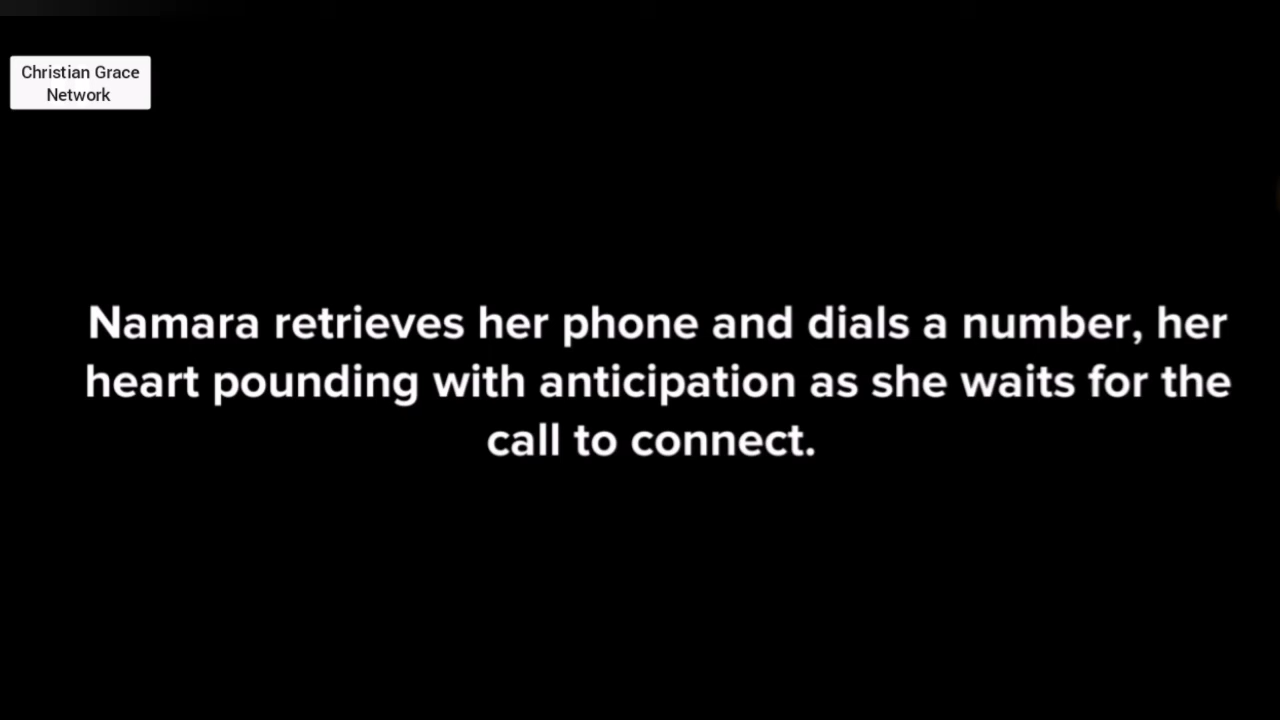 Christian Grace
Network
Namara retrieves her phone and dials a number, her
heart pounding with anticipation as she waits for the
call to connect.